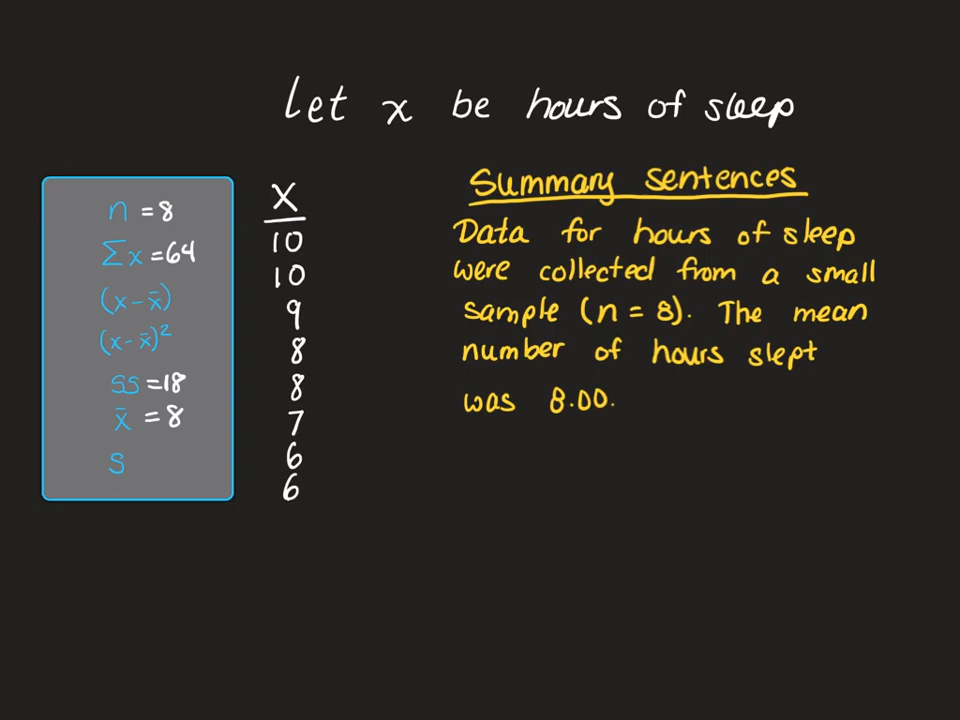 Let x be hours of sleep
n = 8
Σx = 64
(x - x̄)
(x - x̄)²
SS = 18
x̄ = 8
S
X
10
10
9
8
8
7
6
6
Summary sentences
Data for hours of sleep
were collected from a small
sample (n = 8). The mean
number of hours slept
was 8.00.